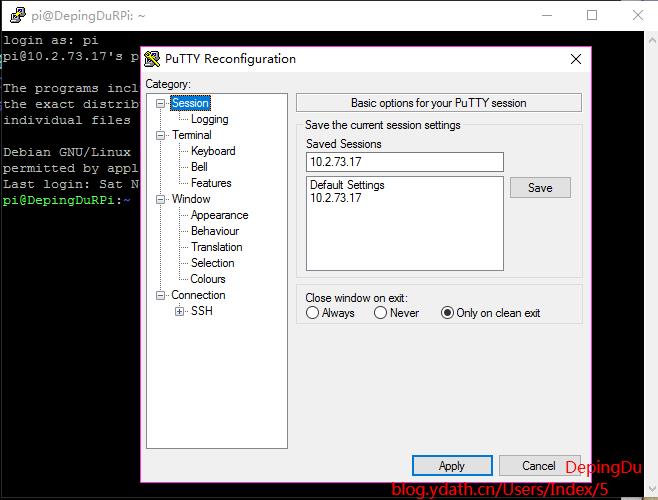 pi@DepingDuRPi: ~
login as: pi
pi@10.2.73.17's p
The programs incl
the exact distrib
individual files
Debian GNU/Linux
permitted by appl
Last login: Sat N
pi@DepingDuRPi:~
PuTTY Reconfiguration
Category:
Session
Logging
Terminal
Keyboard
Bell
Features
Window
Appearance
Behaviour
Translation
Selection
Colours
Connection
SSH
Basic options for your PuTTY session
Save the current session settings
Saved Sessions
10.2.73.17
Default Settings
10.2.73.17
Save
Close window on exit:
Always Never Only on clean exit
Apply Cancel
DepingDu
blog.ydath.cn/Users/Index/5